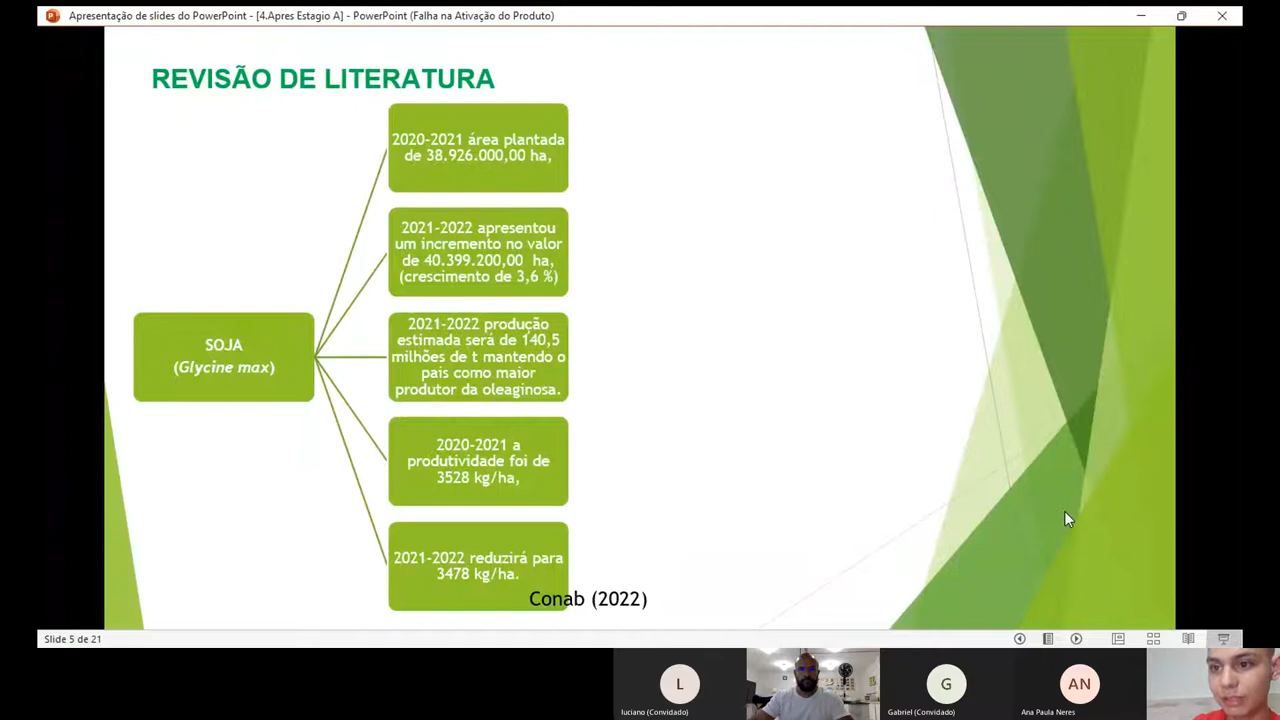 Apresentação de slides do PowerPoint - [4.Apres Estagio A] - PowerPoint (Falha na Ativação do Produto)
REVISÃO DE LITERATURA
SOJA
(Glycine max)
2020-2021 área plantada
de 38.926.000,00 ha,
2021-2022 apresentou
um incremento no valor
de 40.399.200,00 ha,
(crescimento de 3,6 %)
2021-2022 produção
estimada será de 140,5
milhões de t mantendo o
pais como maior
produtor da oleaginosa.
2020-2021 a
produtividade foi de
3528 kg/ha,
2021-2022 reduzirá para
3478 kg/ha.
Conab (2022)
Slide 5 de 21
L
G
AN
luciano (Convidado)
Gabriel (Convidado)
Ana Paula Neres